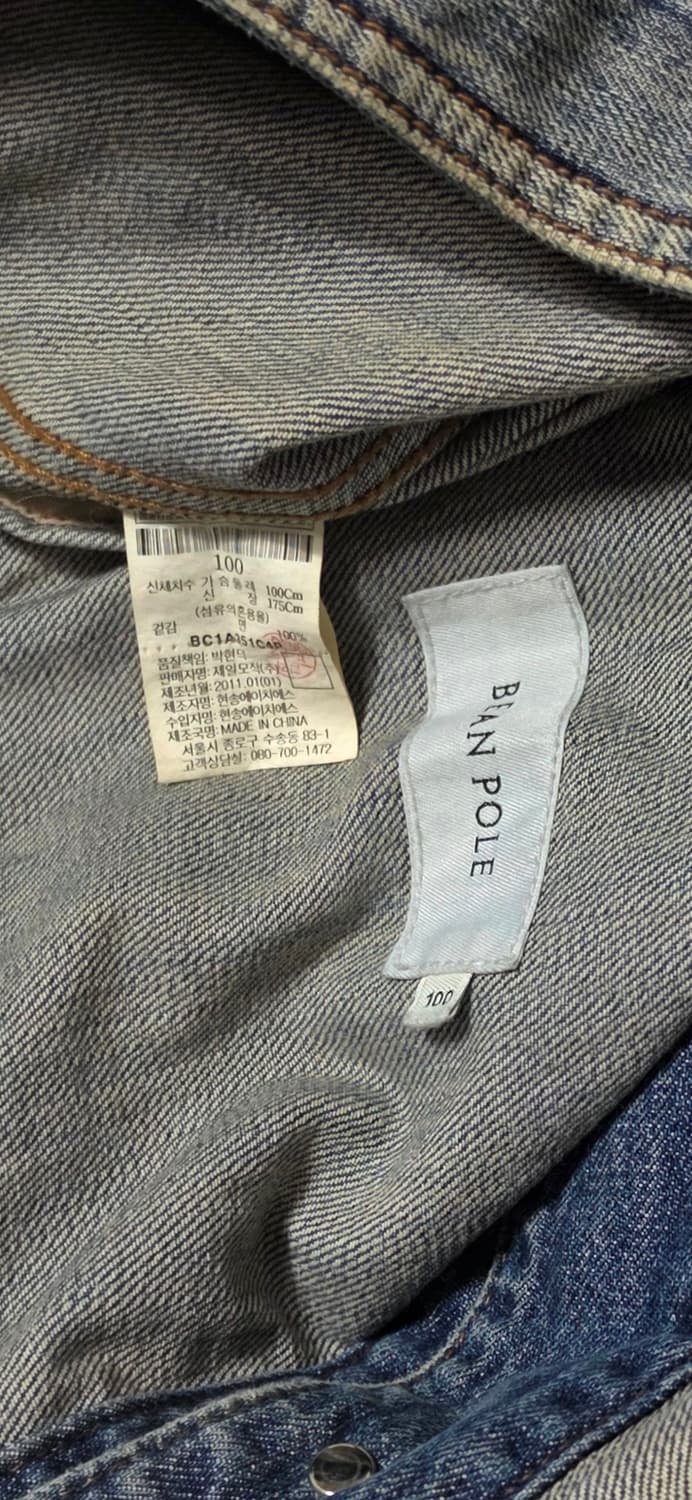 100
신체치수 가슴둘레 100Cm
신 장 175Cm
(섬유의혼용율)
겉감 면 100%
품질책임: 박현덕
판매자명: 제일모직(주)
제조년월: 2011.01(01)
제조자명: 현송에이치에스
수입자명: 현송에이치에스
제조국명: MADE IN CHINA
서울시 종로구 수송동 83-1
고객상담실: 080-700-1472
BEAN POLE
100